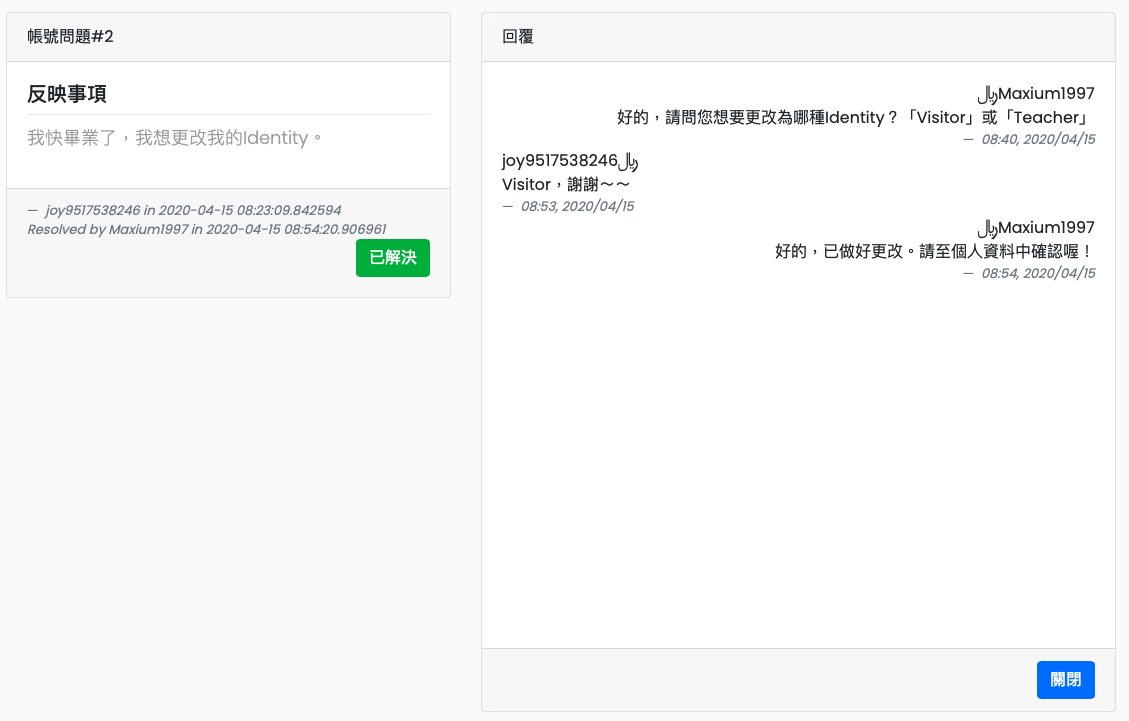 帳號問題#2
反映事項
我快畢業了，我想更改我的Identity。
— joy9517538246 in 2020-04-15 08:23:09.842594
Resolved by Maxium1997 in 2020-04-15 08:54:20.906961
已解決
回覆
﷼Maxium1997
好的，請問您想要更改為哪種Identity？「Visitor」或「Teacher」
— 08:40, 2020/04/15
joy9517538246﷼
Visitor，謝謝～～
— 08:53, 2020/04/15
﷼Maxium1997
好的，已做好更改。請至個人資料中確認喔！
— 08:54, 2020/04/15
關閉